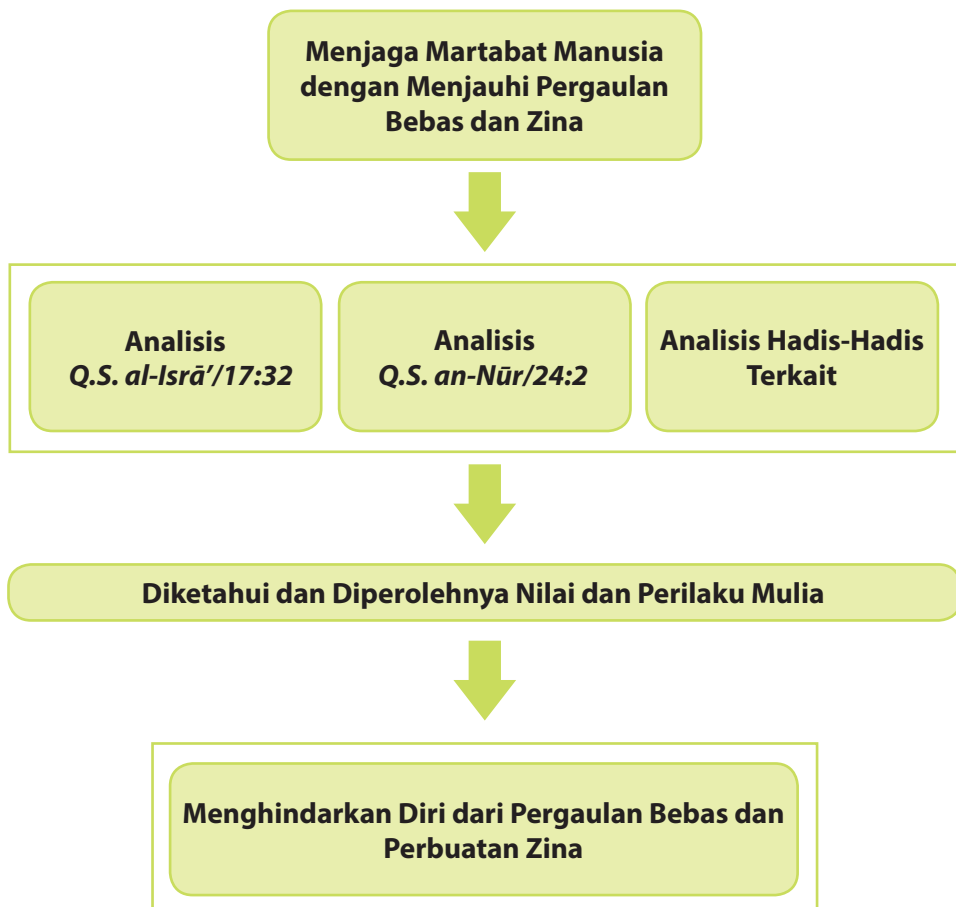 Menjaga Martabat Manusia
dengan Menjauhi Pergaulan
Bebas dan Zina
Analisis
Q.S. al-Isrā'/17:32
Analisis
Q.S. an-Nūr/24:2
Analisis Hadis-Hadis
Terkait
Diketahui dan Diperolehnya Nilai dan Perilaku Mulia
Menghindarkan Diri dari Pergaulan Bebas dan
Perbuatan Zina